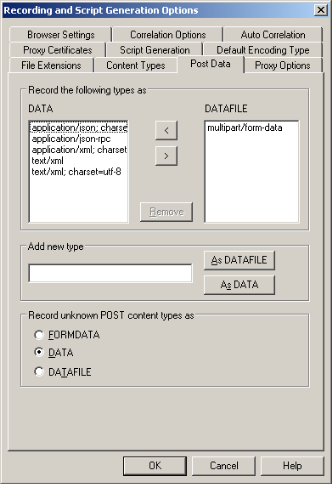 Recording and Script Generation Options
Browser Settings Correlation Options Auto Correlation
Proxy Certificates Script Generation Default Encoding Type
File Extensions Content Types Post Data Proxy Options
Record the following types as
DATA DATAFILE
application/json; charse
application/json-rpc
application/xml; charset
text/xml
text/xml; charset=utf-8
<
>
multipart/form-data
Remove
Add new type
As DATAFILE
As DATA
Record unknown POST content types as
FORMDATA
DATA
DATAFILE
OK Cancel Help